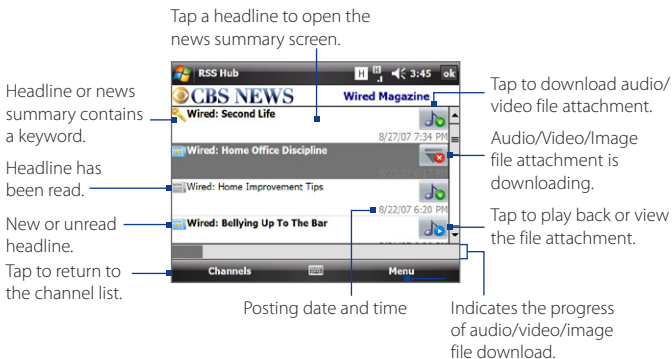 Tap a headline to open the
news summary screen.
RSS Hub
H
H
3:45
ok
CBS NEWS
Wired Magazine
Headline or news
summary contains
a keyword.
Wired: Second Life
8/27/07 7:34 PM
Tap to download audio/
video file attachment.
Wired: Home Office Discipline
Audio/Video/Image
file attachment is
downloading.
Headline has
been read.
Wired: Home Improvement Tips
8/22/07 6:20 PM
New or unread
headline.
Wired: Bellying Up To The Bar
Tap to play back or view
the file attachment.
Tap to return to
the channel list.
Channels
Menu
Posting date and time
Indicates the progress
of audio/video/image
file download.